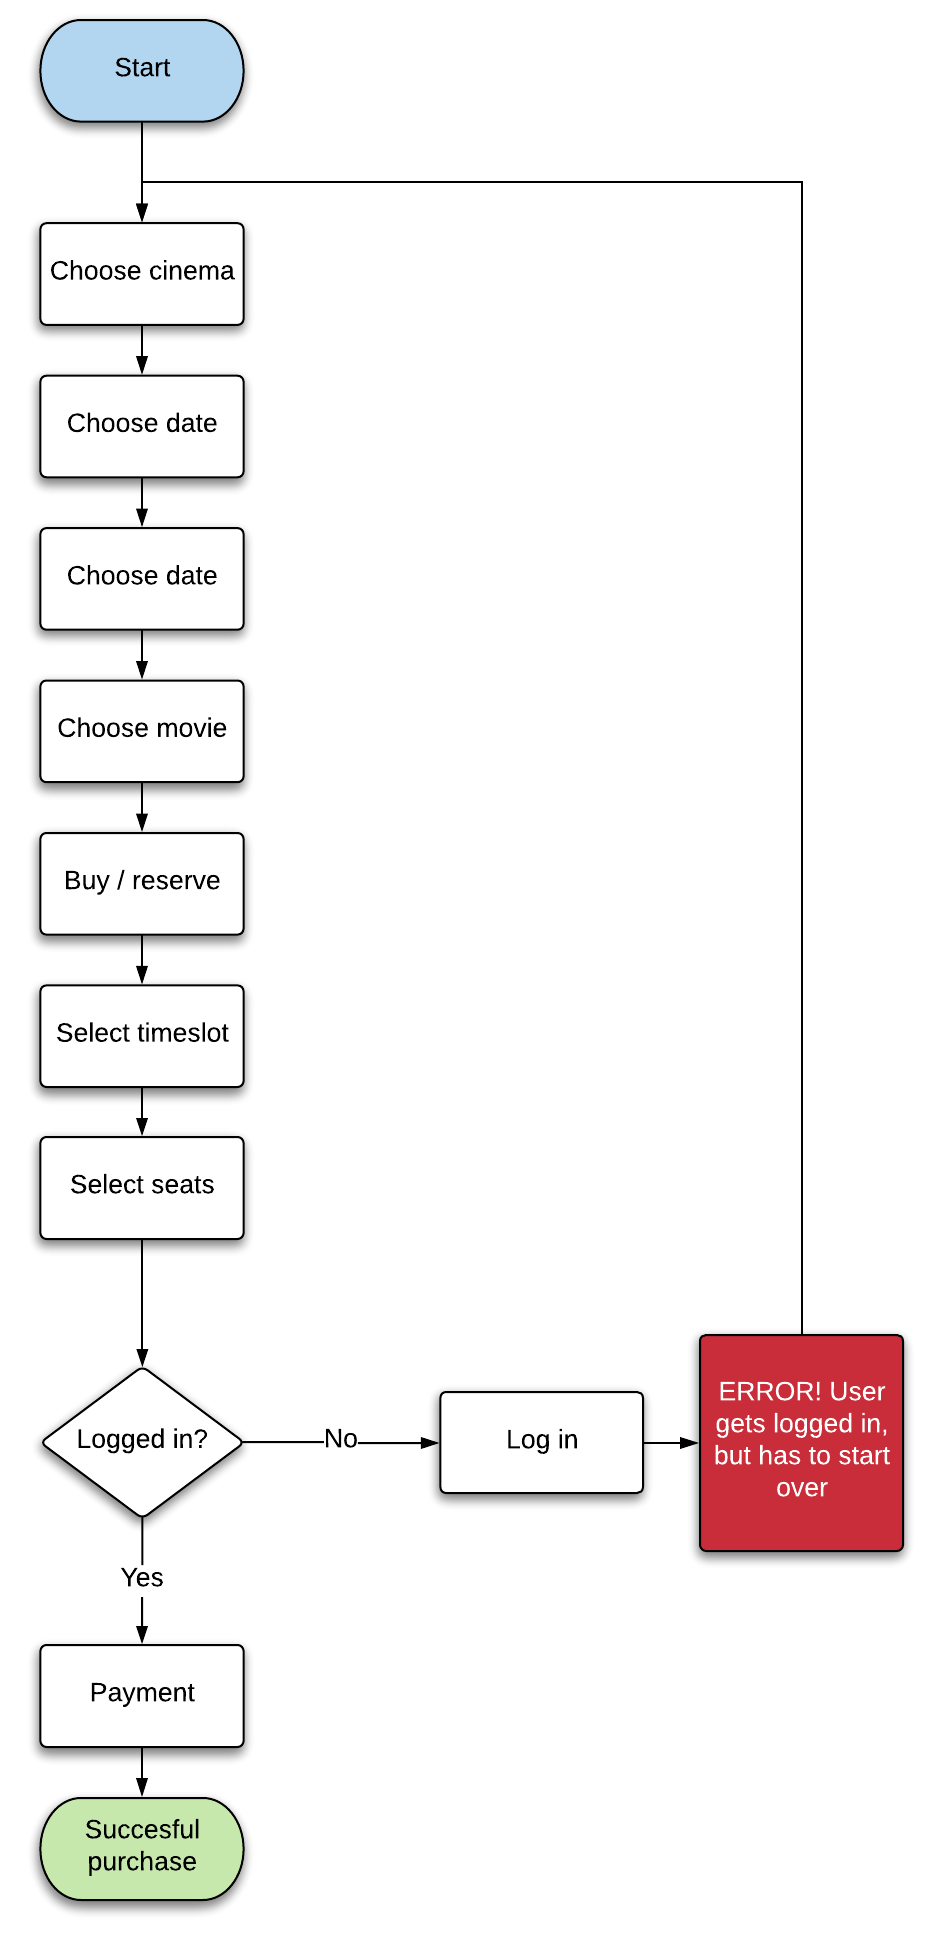 Start
Choose cinema
Choose date
Choose date
Choose movie
Buy / reserve
Select timeslot
Select seats
Logged in?
No
Log in
ERROR! User
gets logged in,
but has to start
over
Yes
Payment
Succesful
purchase